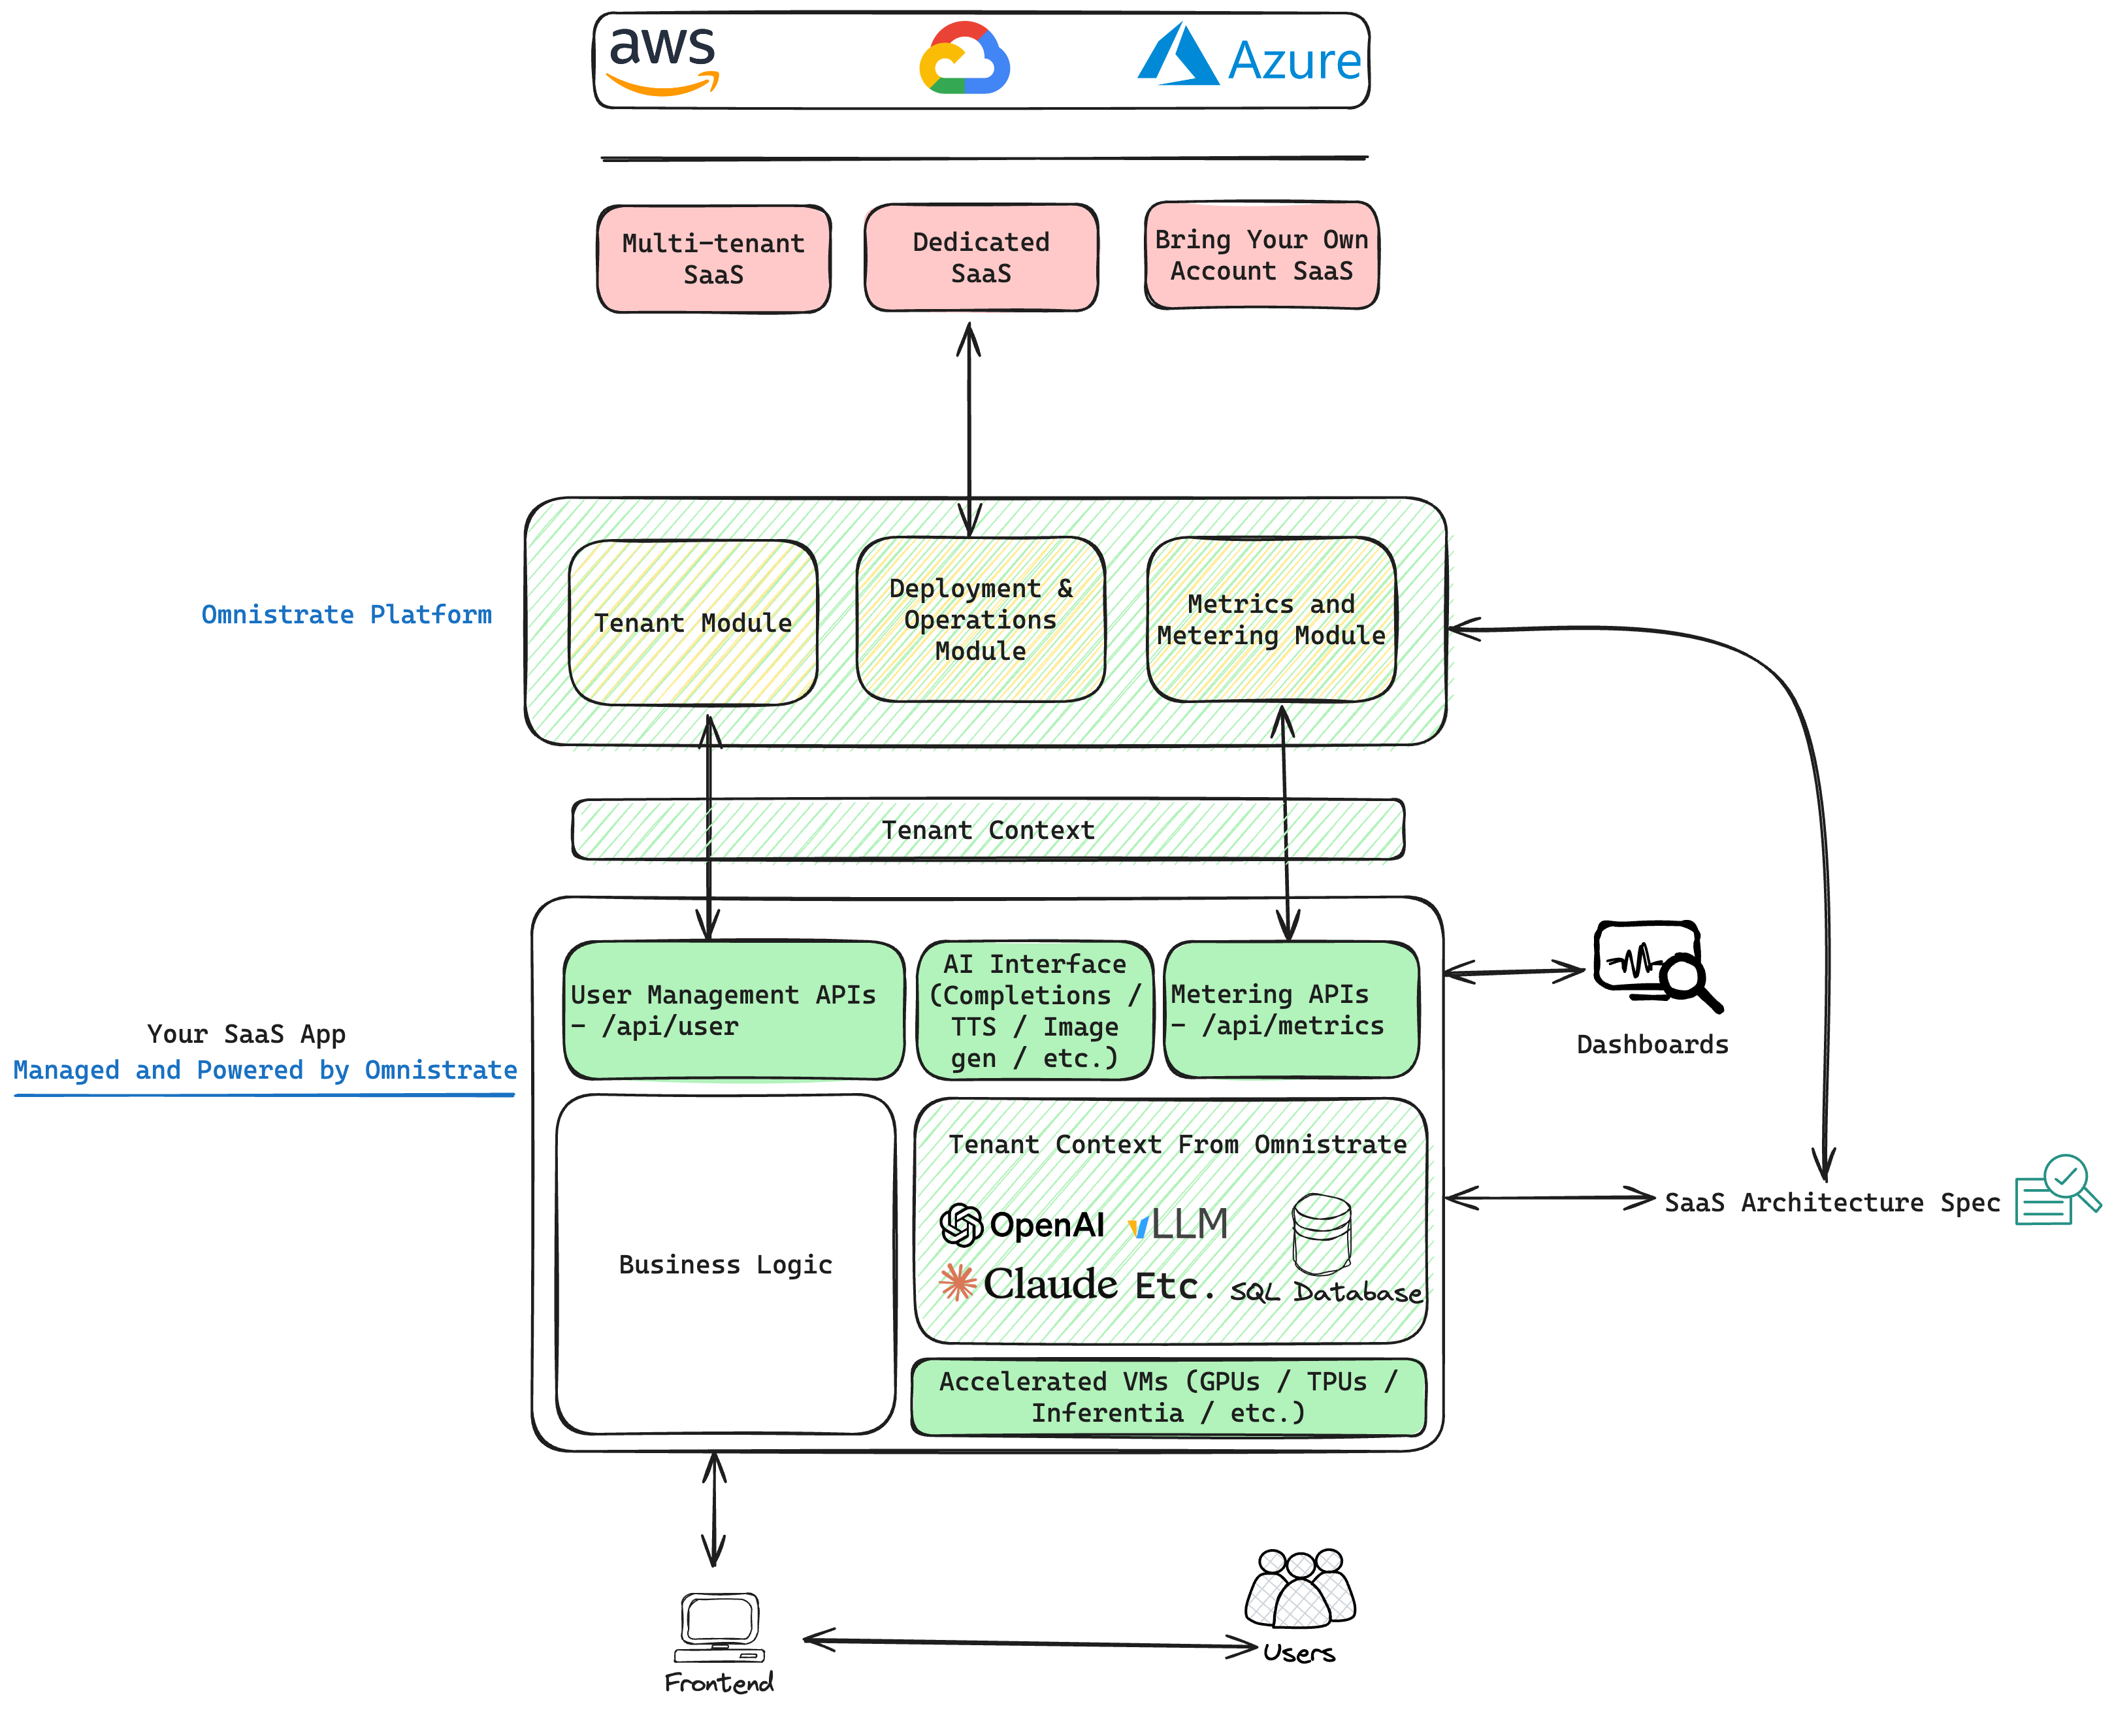 aws
Azure
Multi-tenant
SaaS
Dedicated
SaaS
Bring Your Own
Account SaaS
Omnistrate Platform
Tenant Module
Deployment &
Operations
Module
Metrics and
Metering Module
Tenant Context
Your SaaS App
Managed and Powered by Omnistrate
User Management APIs
- /api/user
AI Interface
(Completions /
TTS / Image
gen / etc.)
Metering APIs
- /api/metrics
Dashboards
Business Logic
Tenant Context From Omnistrate
OpenAI
vLLM
Claude
Etc.
SQL Database
SaaS Architecture Spec
Accelerated VMs (GPUs / TPUs /
Inferentia / etc.)
Frontend
Users